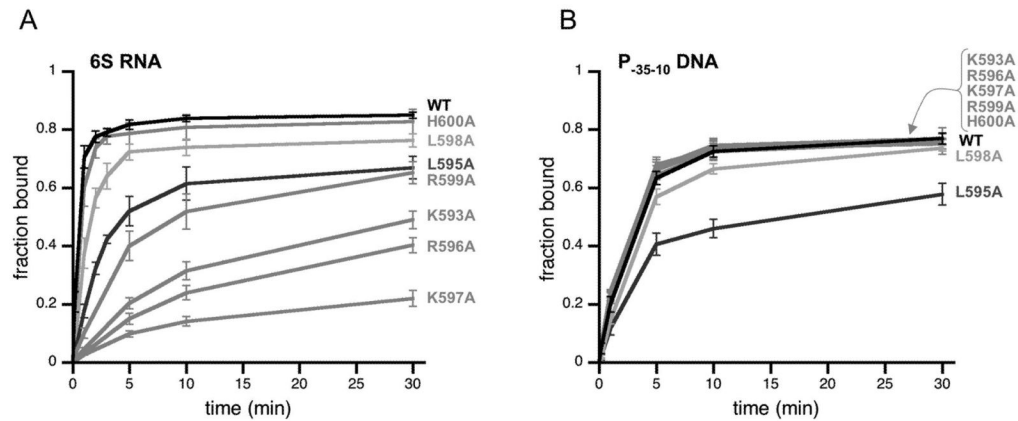 A
6S RNA
fraction bound
1
0.8
0.6
0.4
0.2
0
0
5
10
15
20
25
30
time (min)
WT
H600A
L598A
L595A
R599A
K593A
R596A
K597A
B
P-35-10 DNA
fraction bound
1
0.8
0.6
0.4
0.2
0
0
5
10
15
20
25
30
time (min)
K593A
R596A
K597A
R599A
H600A
WT
L598A
L595A